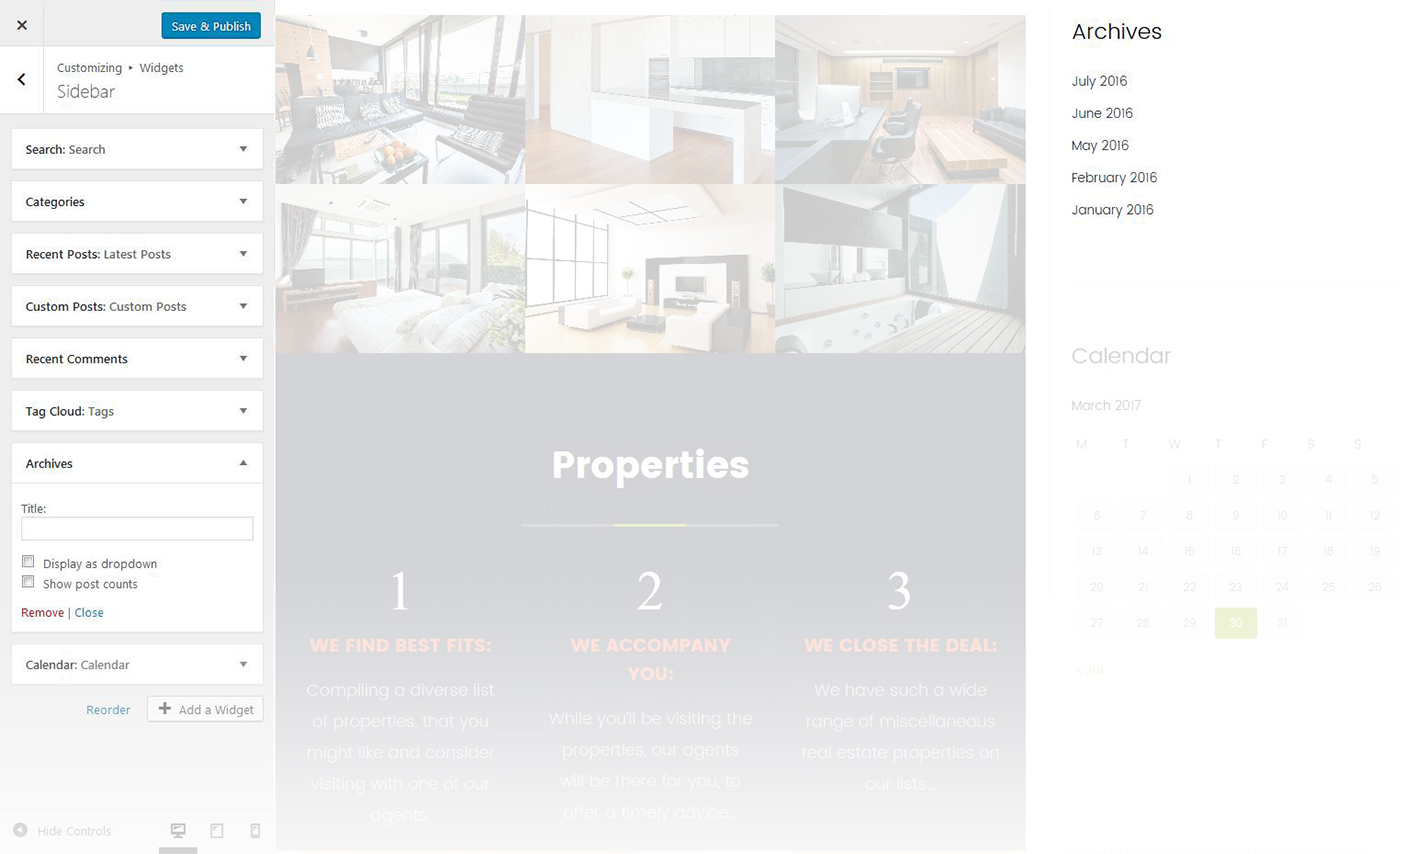 Save & Publish
Customizing ▸ Widgets
Sidebar
Search: Search
Categories
Recent Posts: Latest Posts
Custom Posts: Custom Posts
Recent Comments
Tag Cloud: Tags
Archives
Title:
Display as dropdown
Show post counts
Remove | Close
Calendar: Calendar
Reorder
Add a Widget
Hide Controls
Properties
1
WE FIND BEST FITS:
Compiling a diverse list
of properties, that you
might like and consider
visiting with one of our
agents.
2
WE ACCOMPANY
YOU:
While you'll be visiting the
properties, our agents
will be there for you, to
offer a timely advice...
3
WE CLOSE THE DEAL:
We have such a wide
range of miscellaneous
real estate properties on
our lists...
Archives
July 2016
June 2016
May 2016
February 2016
January 2016
Calendar
March 2017
M T W T F S S
1 2 3 4 5
6 7 8 9 10 11 12
13 14 15 16 17 18 19
20 21 22 23 24 25 26
27 28 29 30 31
« Jul